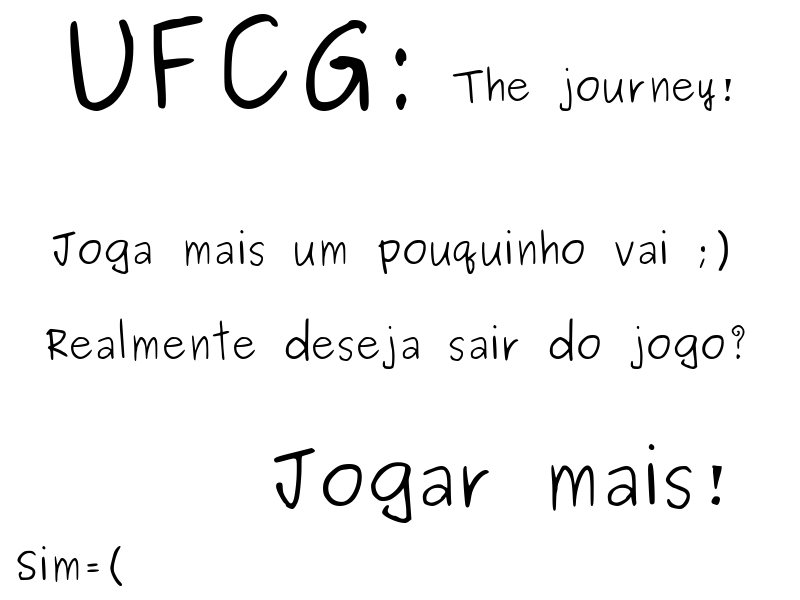 UFCG: The journey!
Joga mais um pouquinho vai ;)
Realmente deseja sair do jogo?
Jogar mais!
Sim=(